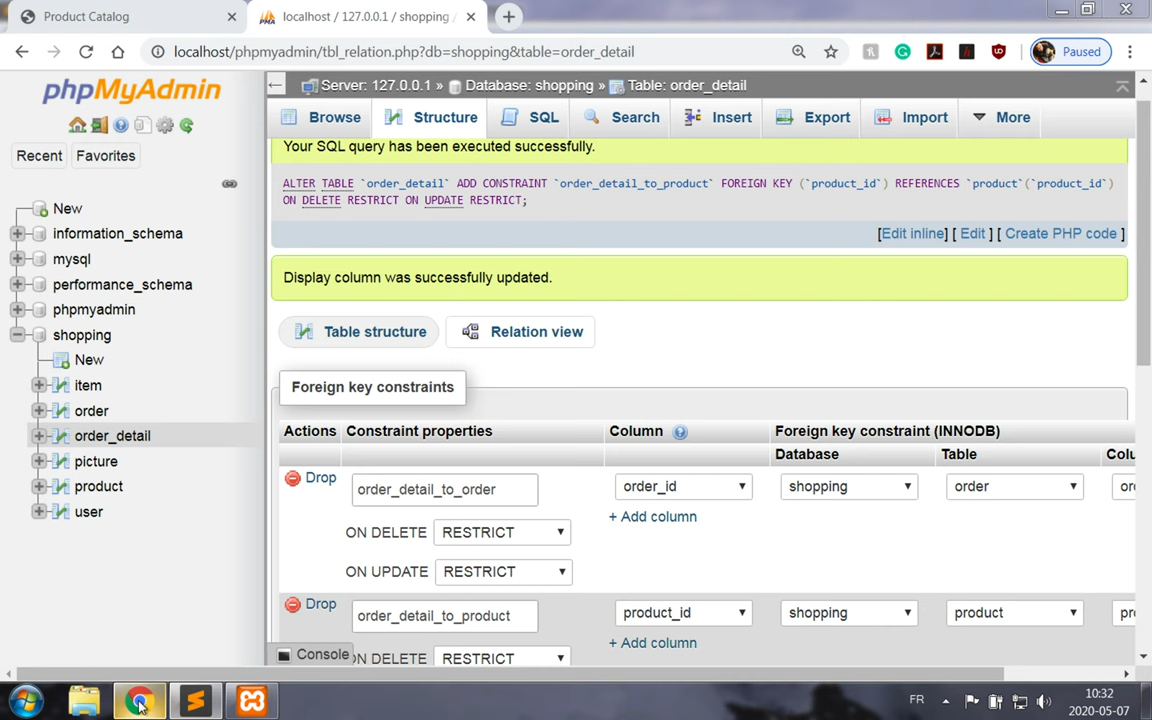 Product Catalog
localhost / 127.0.0.1 / shopping
localhost/phpmyadmin/tbl_relation.php?db=shopping&table=order_detail
Paused
phpMyAdmin
Recent
Favorites
New
information_schema
mysql
performance_schema
phpmyadmin
shopping
New
item
order
order_detail
picture
product
user
Server: 127.0.0.1 » Database: shopping » Table: order_detail
Browse Structure SQL Search Insert Export Import More
Your SQL query has been executed successfully.
ALTER TABLE `order_detail` ADD CONSTRAINT `order_detail_to_product` FOREIGN KEY (`product_id`) REFERENCES `product`(`product_id`)
ON DELETE RESTRICT ON UPDATE RESTRICT;
[Edit inline] [ Edit ] [ Create PHP code ]
Display column was successfully updated.
Table structure
Relation view
Foreign key constraints
Actions Constraint properties Column Foreign key constraint (INNODB)
Database Table Colu
Drop order_detail_to_order order_id shopping order
+ Add column
ON DELETE RESTRICT
ON UPDATE RESTRICT
Drop order_detail_to_product product_id shopping product
+ Add column
Console
ON DELETE RESTRICT
FR
10:32
2020-05-07